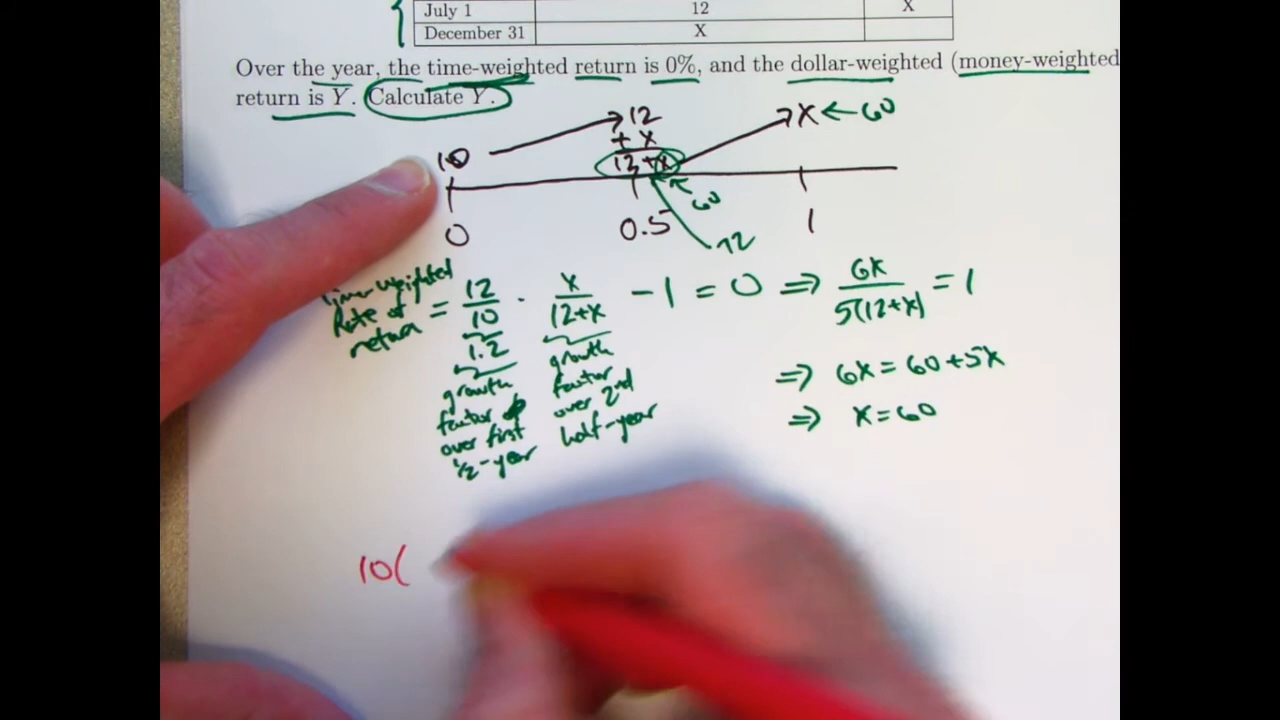 July 1 12 X
December 31 X
Over the year, the time-weighted return is 0%, and the dollar-weighted (money-weighted
return is Y. Calculate Y.
10
12
+ X
12+X
X ← 60
60
72
0 0.5 1
Time Weighted
Rate of
return = 12/10 · X/(12+X) - 1 = 0 ⇒ 6X/5(12+X) = 1
1.2
growth
factor
over first
1/2-year
growth
factor
over 2nd
half-year
⇒ 6X = 60 + 5X
⇒ X = 60
10(